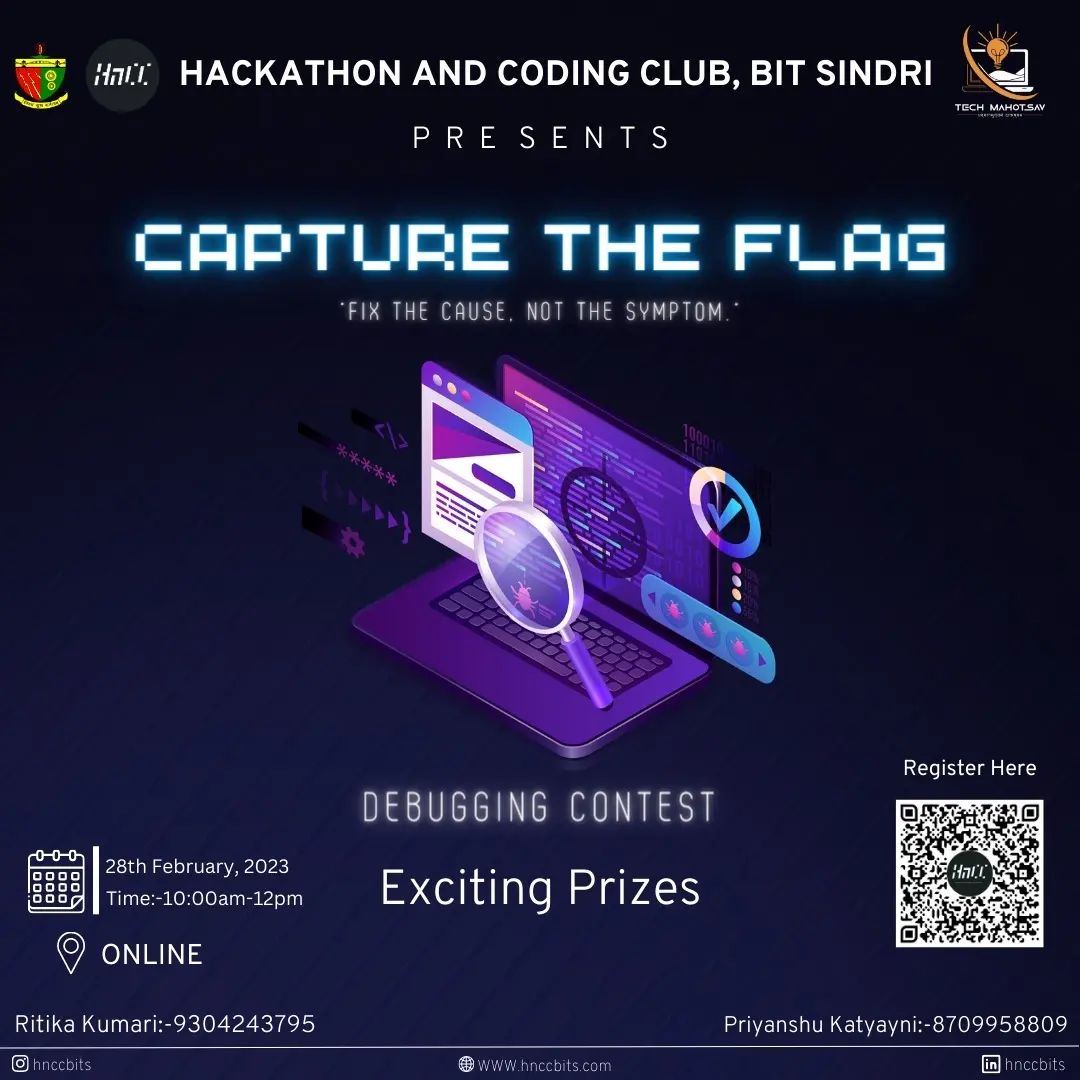 HnCC
HACKATHON AND CODING CLUB, BIT SINDRI
TECH MAHOTSAV
PRESENTS
CAPTURE THE FLAG
"FIX THE CAUSE, NOT THE SYMPTOM."
</>
*****
DEBUGGING CONTEST
Exciting Prizes
Register Here
HnCC
28th February, 2023
Time:-10:00am-12pm
ONLINE
Ritika Kumari:-9304243795
Priyanshu Katyayni:-8709958809
hnccbits
WWW.hnccbits.com
hnccbits